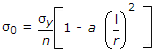 σ₀ = σy/n [1 - a (l/r)²]